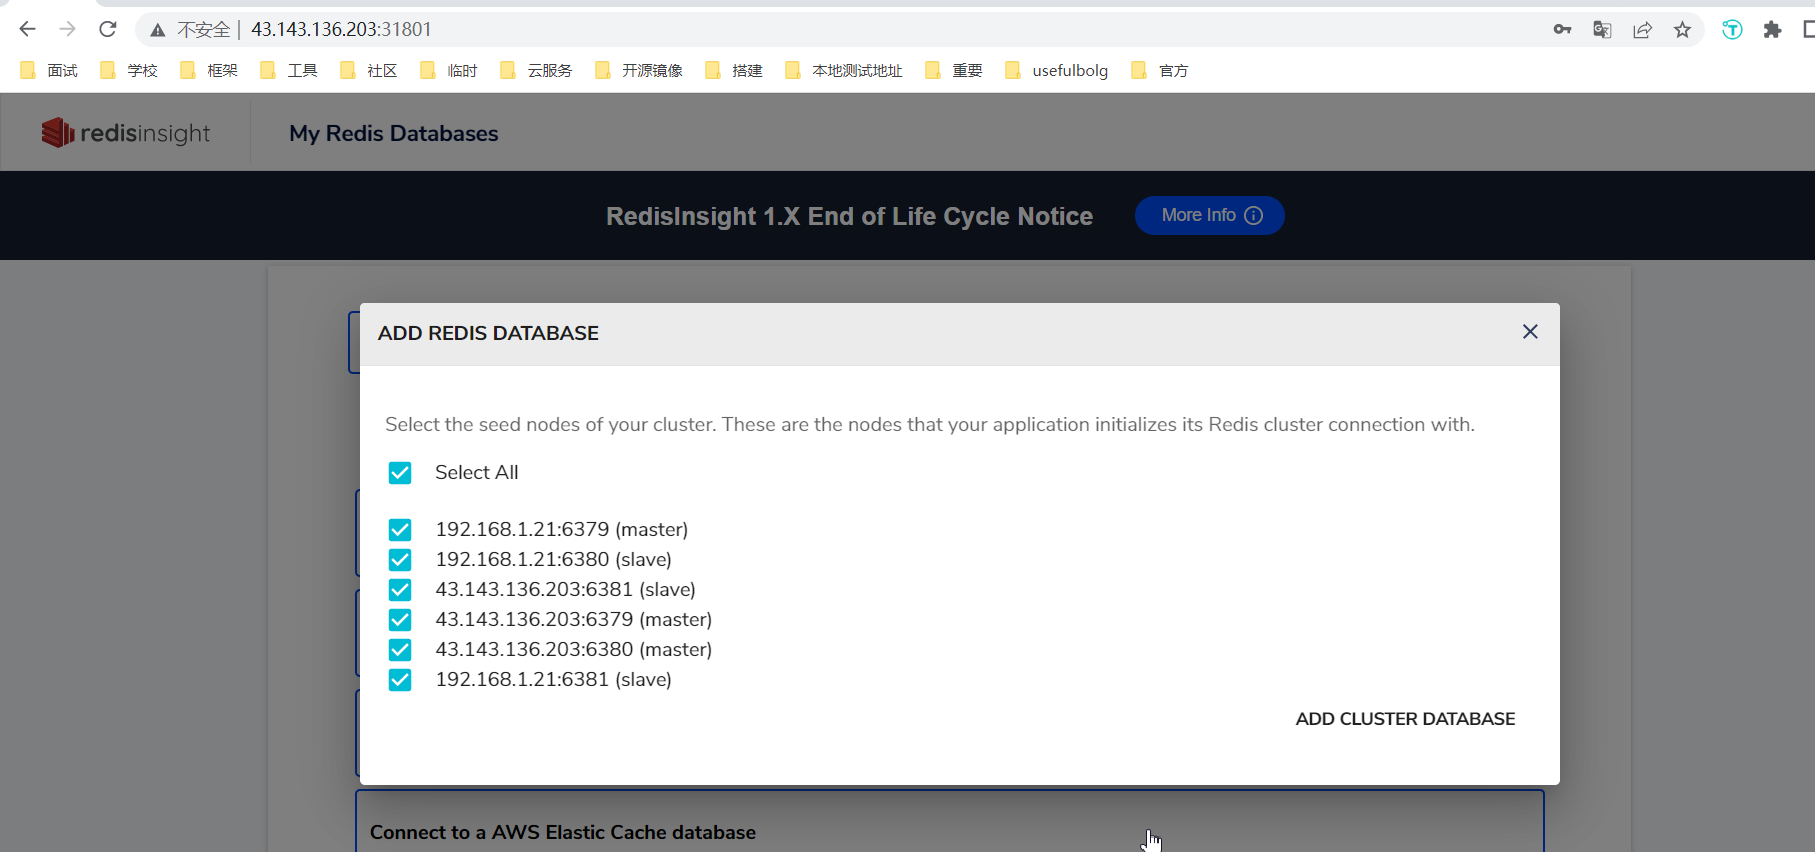 不安全 | 43.143.136.203:31801
面试 学校 框架 工具 社区 临时 云服务 开源镜像 搭建 本地测试地址 重要 usefulbolg 官方
redisinsight My Redis Databases
RedisInsight 1.X End of Life Cycle Notice More Info
ADD REDIS DATABASE
Select the seed nodes of your cluster. These are the nodes that your application initializes its Redis cluster connection with.
Select All
192.168.1.21:6379 (master)
192.168.1.21:6380 (slave)
43.143.136.203:6381 (slave)
43.143.136.203:6379 (master)
43.143.136.203:6380 (master)
192.168.1.21:6381 (slave)
ADD CLUSTER DATABASE
Connect to a AWS Elastic Cache database